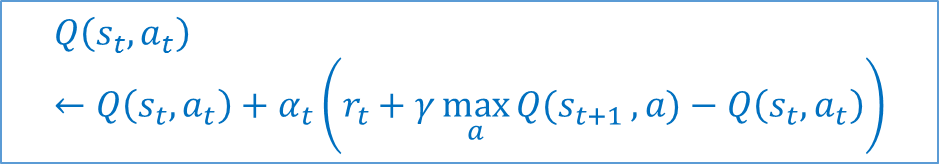 Q(s_t, a_t)
← Q(s_t, a_t) + α_t (r_t + γ max_a Q(s_{t+1}, a) − Q(s_t, a_t))